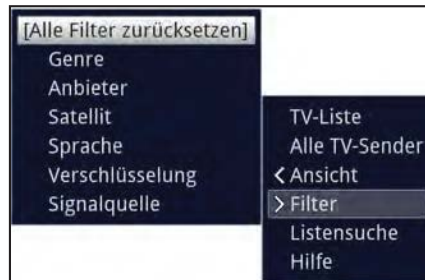 [Alle Filter zurücksetzen]
Genre
Anbieter
Satellit
Sprache
Verschlüsselung
Signalquelle
TV-Liste
Alle TV-Sender
< Ansicht
> Filter
Listensuche
Hilfe